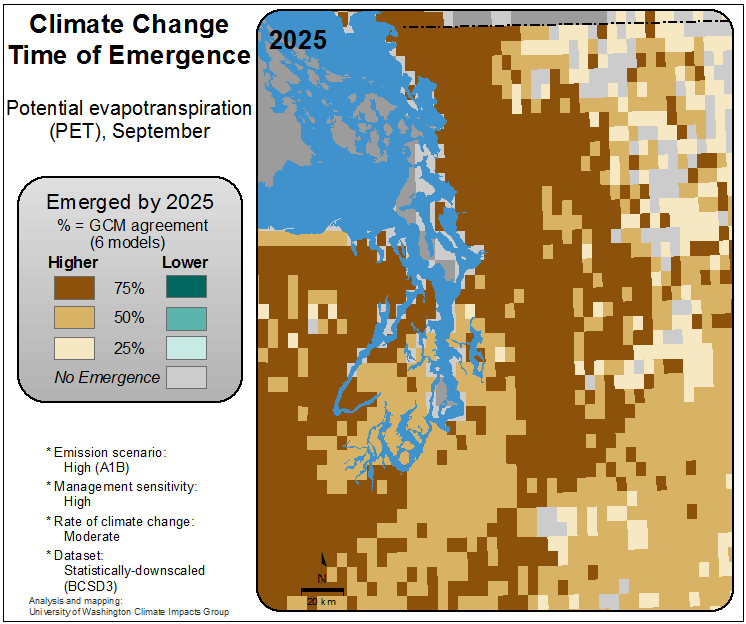 Climate Change
Time of Emergence
Potential evapotranspiration
(PET), September
Emerged by 2025
% = GCM agreement
(6 models)
Higher Lower
75%
50%
25%
No Emergence
* Emission scenario:
High (A1B)
* Management sensitivity:
High
* Rate of climate change:
Moderate
* Dataset:
Statistically-downscaled
(BCSD3)
Analysis and mapping:
University of Washington Climate Impacts Group
2025
N
20 km